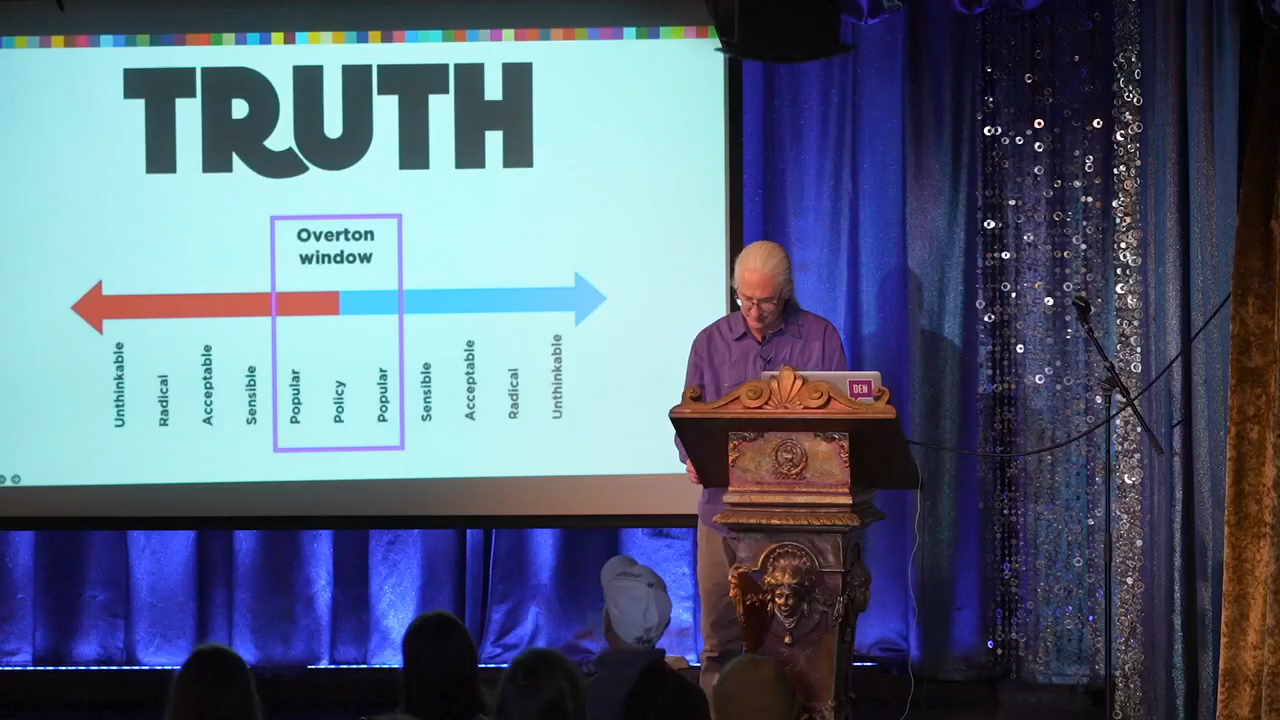 TRUTH
Overton
window
Unthinkable
Radical
Acceptable
Sensible
Popular
Policy
Popular
Sensible
Acceptable
Radical
Unthinkable
DEN